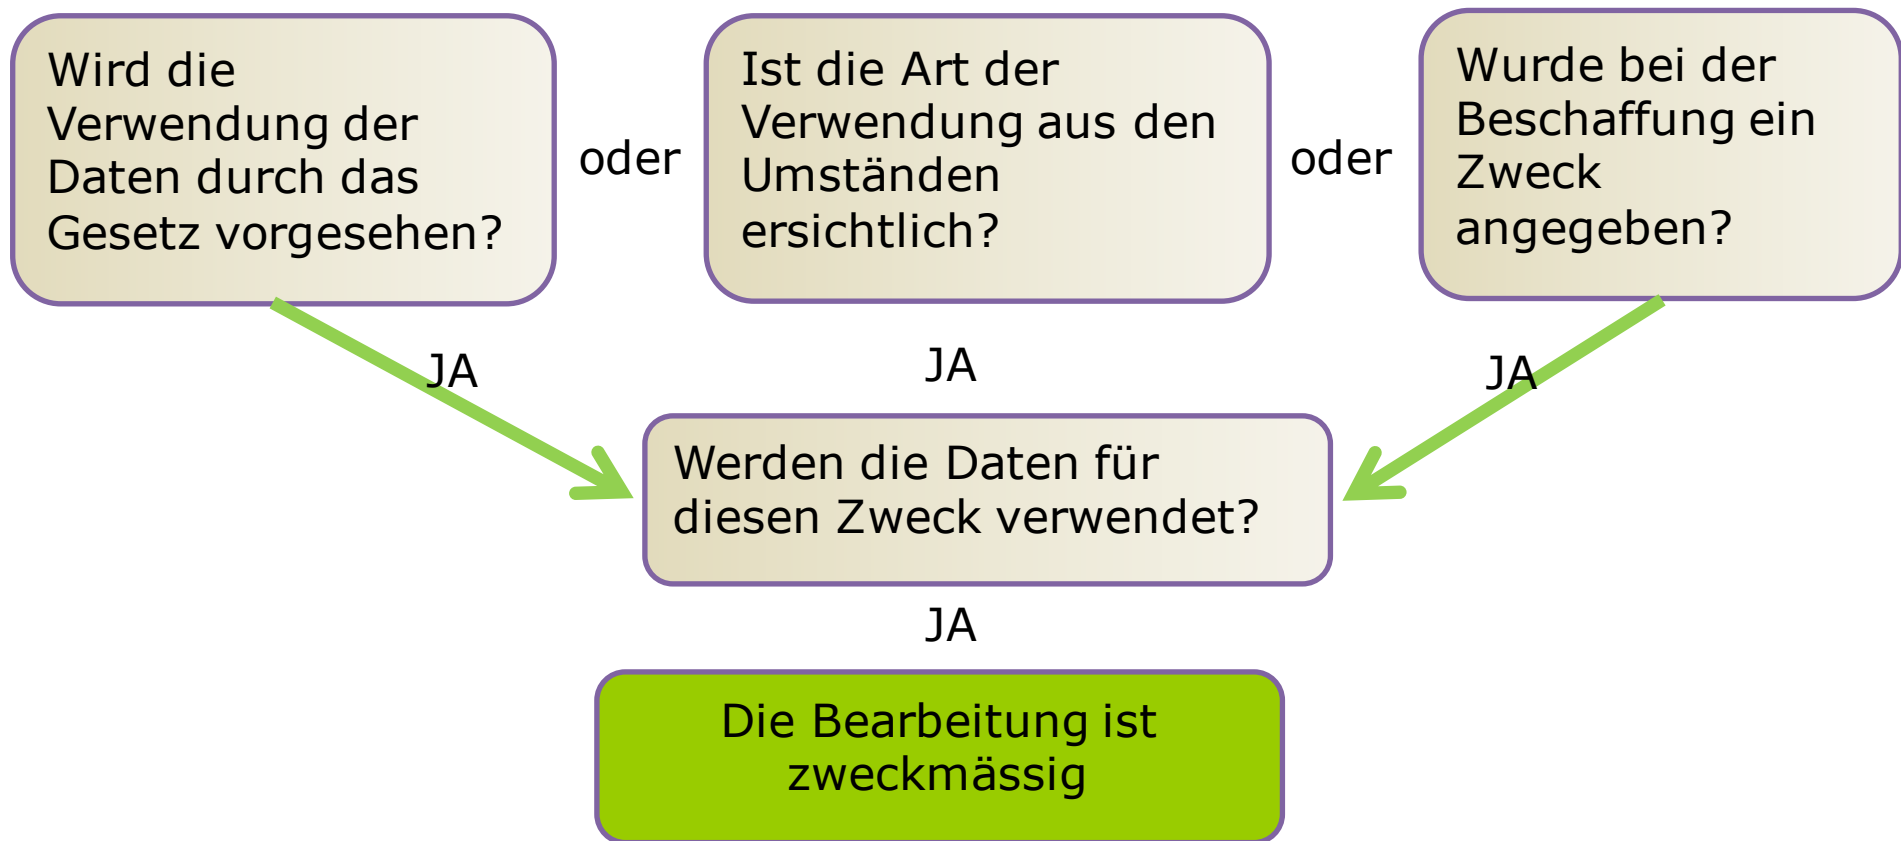 Wird die
Verwendung der
Daten durch das
Gesetz vorgesehen?
oder
Ist die Art der
Verwendung aus den
Umständen
ersichtlich?
oder
Wurde bei der
Beschaffung ein
Zweck
angegeben?
JA
JA
JA
Werden die Daten für
diesen Zweck verwendet?
JA
Die Bearbeitung ist
zweckmässig